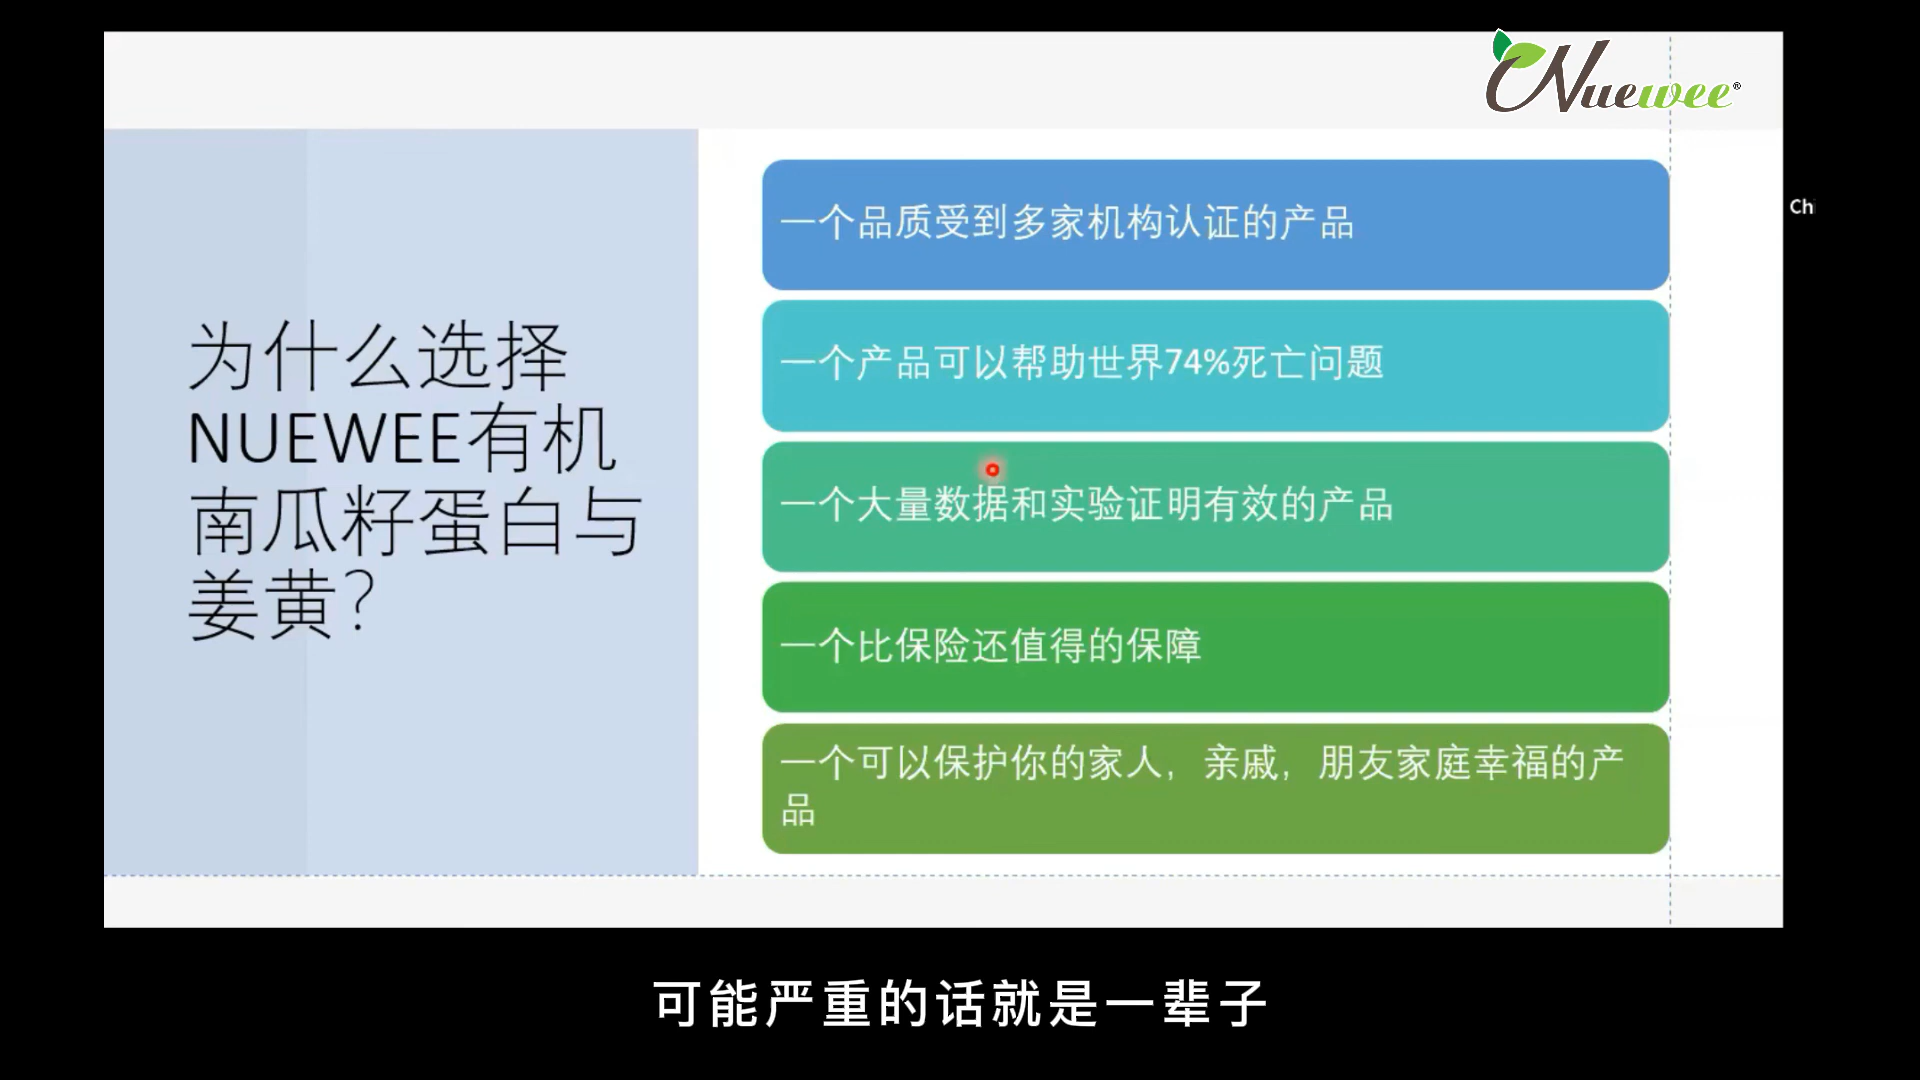 Nuewee®
Ch
为什么选择
NUEWEE有机
南瓜籽蛋白与
姜黄？
一个品质受到多家机构认证的产品
一个产品可以帮助世界74%死亡问题
一个大量数据和实验证明有效的产品
一个比保险还值得的保障
一个可以保护你的家人，亲戚，朋友家庭幸福的产
品
可能严重的话就是一辈子